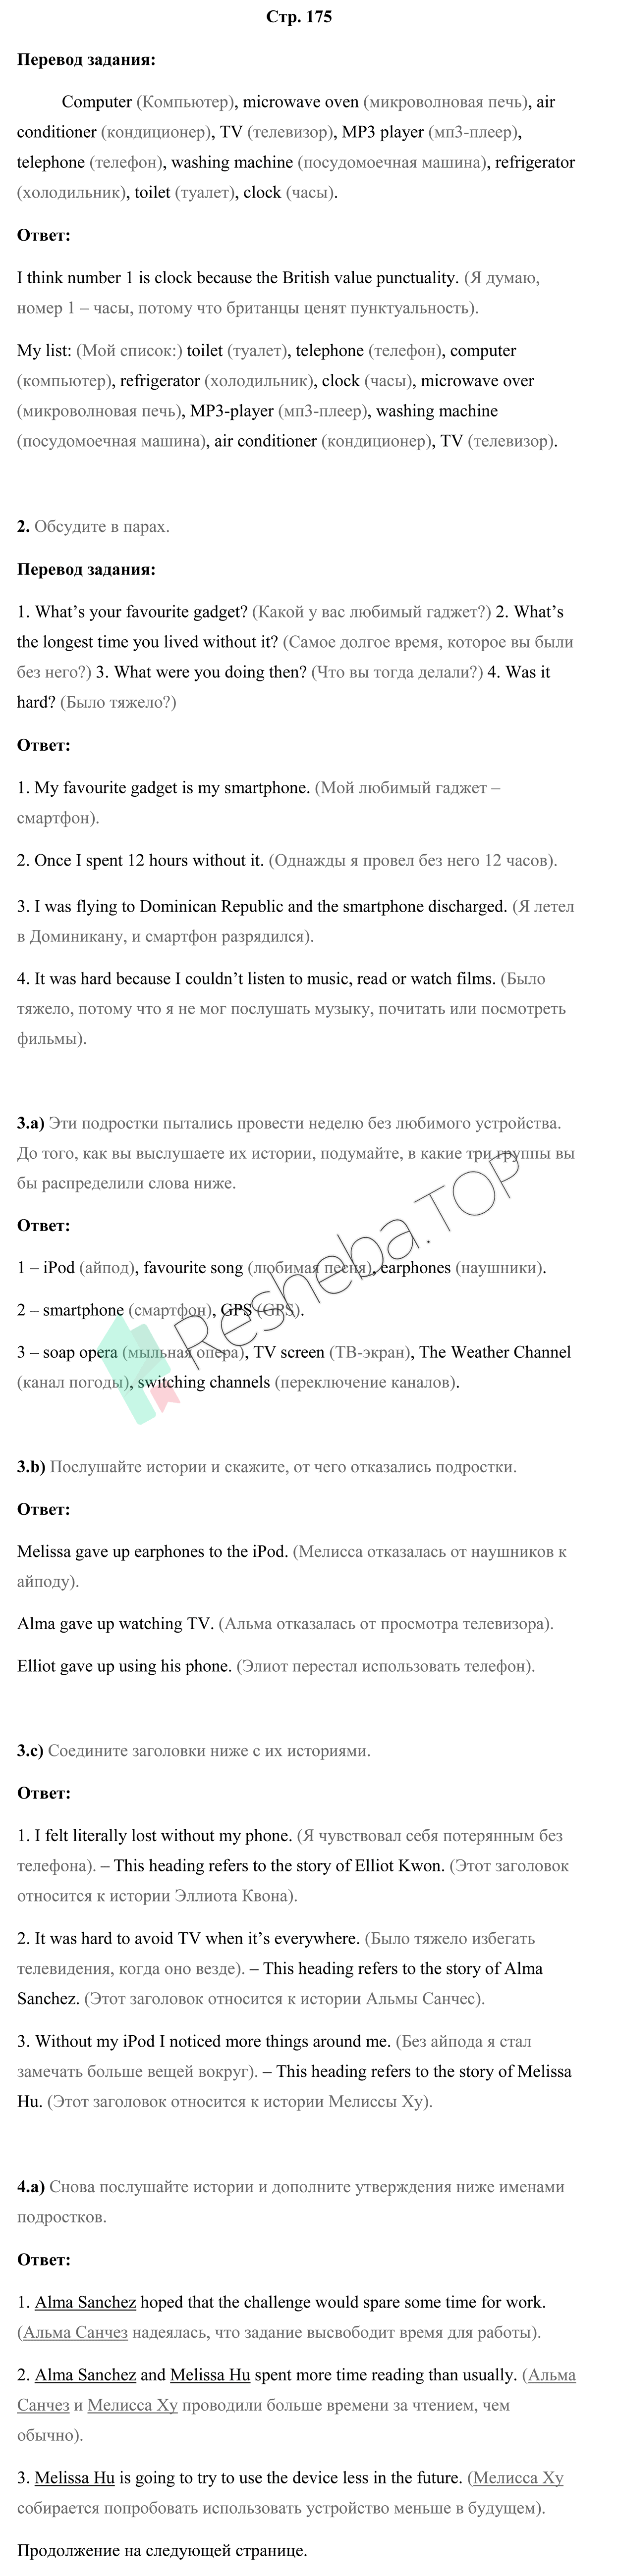 Стр. 175
Перевод задания:
Computer (Компьютер), microwave oven (микроволновая печь), air
conditioner (кондиционер), TV (телевизор), MP3 player (мп3-плеер),
telephone (телефон), washing machine (посудомоечная машина), refrigerator
(холодильник), toilet (туалет), clock (часы).
Ответ:
I think number 1 is clock because the British value punctuality. (Я думаю,
номер 1 – часы, потому что британцы ценят пунктуальность).
My list: (Мой список:) toilet (туалет), telephone (телефон), computer
(компьютер), refrigerator (холодильник), clock (часы), microwave over
(микроволновая печь), MP3-player (мп3-плеер), washing machine
(посудомоечная машина), air conditioner (кондиционер), TV (телевизор).
2. Обсудите в парах.
Перевод задания:
1. What’s your favourite gadget? (Какой у вас любимый гаджет?) 2. What’s
the longest time you lived without it? (Самое долгое время, которое вы были
без него?) 3. What were you doing then? (Что вы тогда делали?) 4. Was it
hard? (Было тяжело?)
Ответ:
1. My favourite gadget is my smartphone. (Мой любимый гаджет –
смартфон).
2. Once I spent 12 hours without it. (Однажды я провел без него 12 часов).
3. I was flying to Dominican Republic and the smartphone discharged. (Я летел
в Доминикану, и смартфон разрядился).
4. It was hard because I couldn’t listen to music, read or watch films. (Было
тяжело, потому что я не мог послушать музыку, почитать или посмотреть
фильмы).
3.a) Эти подростки пытались провести неделю без любимого устройства.
До того, как вы выслушаете их истории, подумайте, в какие три группы вы
бы распределили слова ниже.
Ответ:
1 – iPod (айпод), favourite song (любимая песня), earphones (наушники).
2 – smartphone (смартфон), GPS (GPS).
3 – soap opera (мыльная опера), TV screen (ТВ-экран), The Weather Channel
(канал погоды), switching channels (переключение каналов).
Resheba.TOP
3.b) Послушайте истории и скажите, от чего отказались подростки.
Ответ:
Melissa gave up earphones to the iPod. (Мелисса отказалась от наушников к
айподу).
Alma gave up watching TV. (Альма отказалась от просмотра телевизора).
Elliot gave up using his phone. (Элиот перестал использовать телефон).
3.c) Соедините заголовки ниже с их историями.
Ответ:
1. I felt literally lost without my phone. (Я чувствовал себя потерянным без
телефона). – This heading refers to the story of Elliot Kwon. (Этот заголовок
относится к истории Эллиота Квона).
2. It was hard to avoid TV when it’s everywhere. (Было тяжело избегать
телевидения, когда оно везде). – This heading refers to the story of Alma
Sanchez. (Этот заголовок относится к истории Альмы Санчес).
3. Without my iPod I noticed more things around me. (Без айпода я стал
замечать больше вещей вокруг). – This heading refers to the story of Melissa
Hu. (Этот заголовок относится к истории Мелиссы Ху).
4.a) Снова послушайте истории и дополните утверждения ниже именами
подростков.
Ответ:
1. Alma Sanchez hoped that the challenge would spare some time for work.
(Альма Санчез надеялась, что задание высвободит время для работы).
2. Alma Sanchez and Melissa Hu spent more time reading than usually. (Альма
Санчез и Мелисса Ху проводили больше времени за чтением, чем
обычно).
3. Melissa Hu is going to try to use the device less in the future. (Мелисса Ху
собирается попробовать использовать устройство меньше в будущем).
Продолжение на следующей странице.